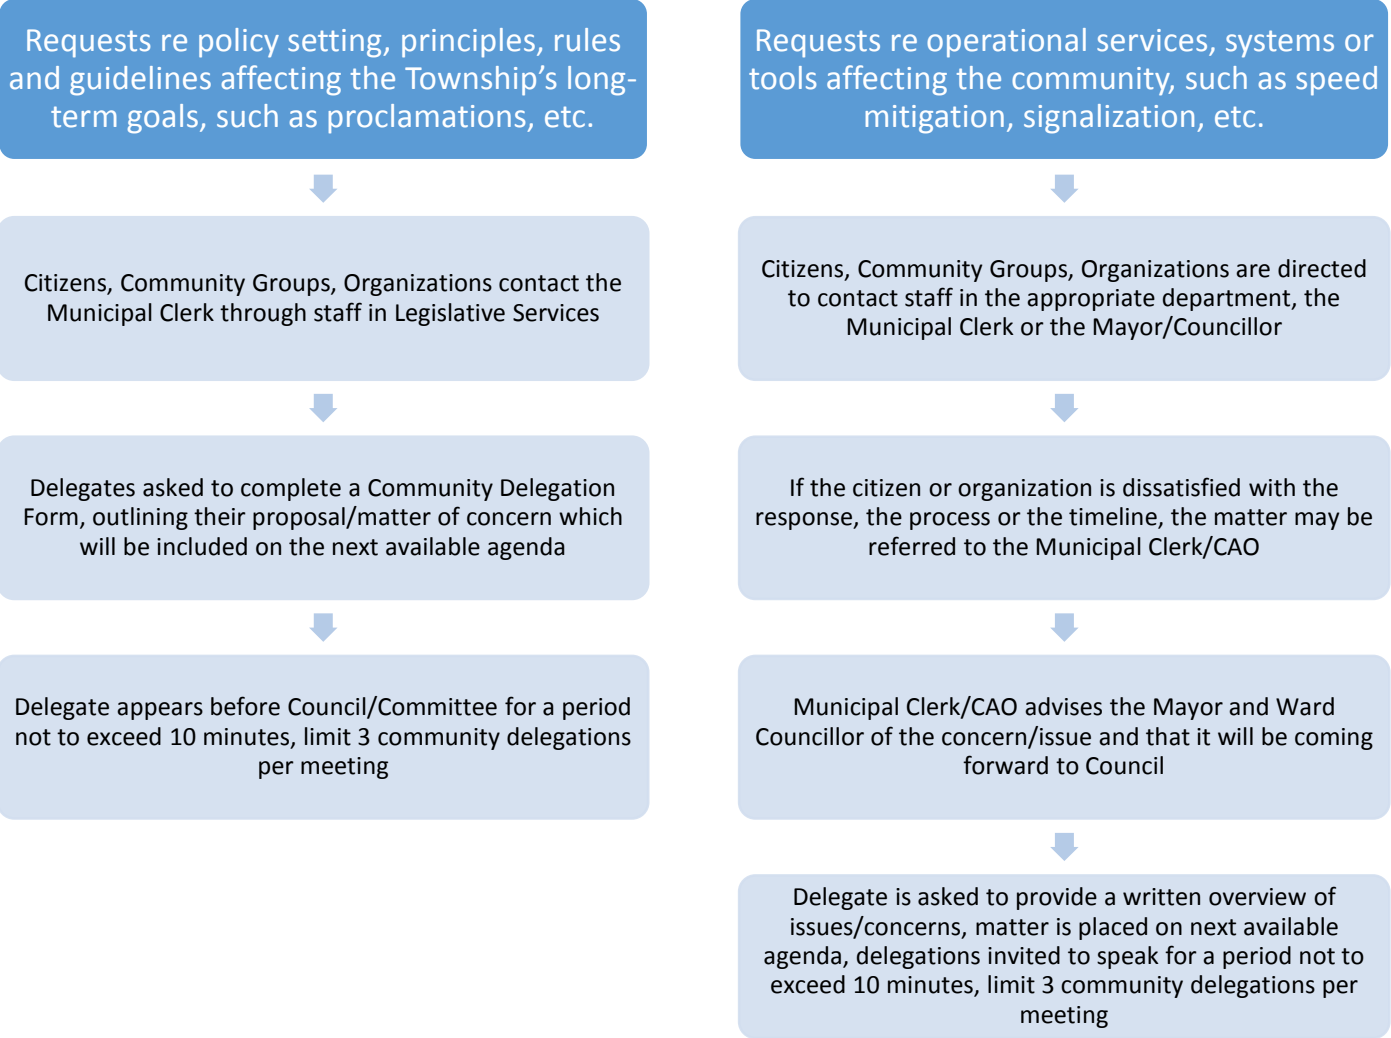 Requests re policy setting, principles, rules
and guidelines affecting the Township’s long-
term goals, such as proclamations, etc.
Citizens, Community Groups, Organizations contact the
Municipal Clerk through staff in Legislative Services
Delegates asked to complete a Community Delegation
Form, outlining their proposal/matter of concern which
will be included on the next available agenda
Delegate appears before Council/Committee for a period
not to exceed 10 minutes, limit 3 community delegations
per meeting
Requests re operational services, systems or
tools affecting the community, such as speed
mitigation, signalization, etc.
Citizens, Community Groups, Organizations are directed
to contact staff in the appropriate department, the
Municipal Clerk or the Mayor/Councillor
If the citizen or organization is dissatisfied with the
response, the process or the timeline, the matter may be
referred to the Municipal Clerk/CAO
Municipal Clerk/CAO advises the Mayor and Ward
Councillor of the concern/issue and that it will be coming
forward to Council
Delegate is asked to provide a written overview of
issues/concerns, matter is placed on next available
agenda, delegations invited to speak for a period not to
exceed 10 minutes, limit 3 community delegations per
meeting